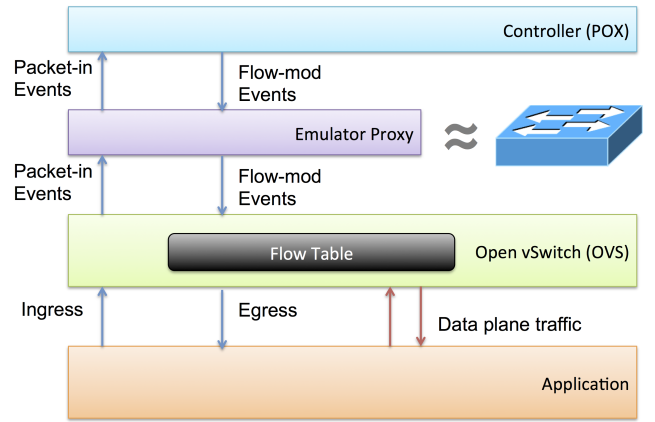 Controller (POX)
Packet-in
Events
Flow-mod
Events
Emulator Proxy
≈
Packet-in
Events
Flow-mod
Events
Flow Table
Open vSwitch (OVS)
Ingress
Egress
Data plane traffic
Application